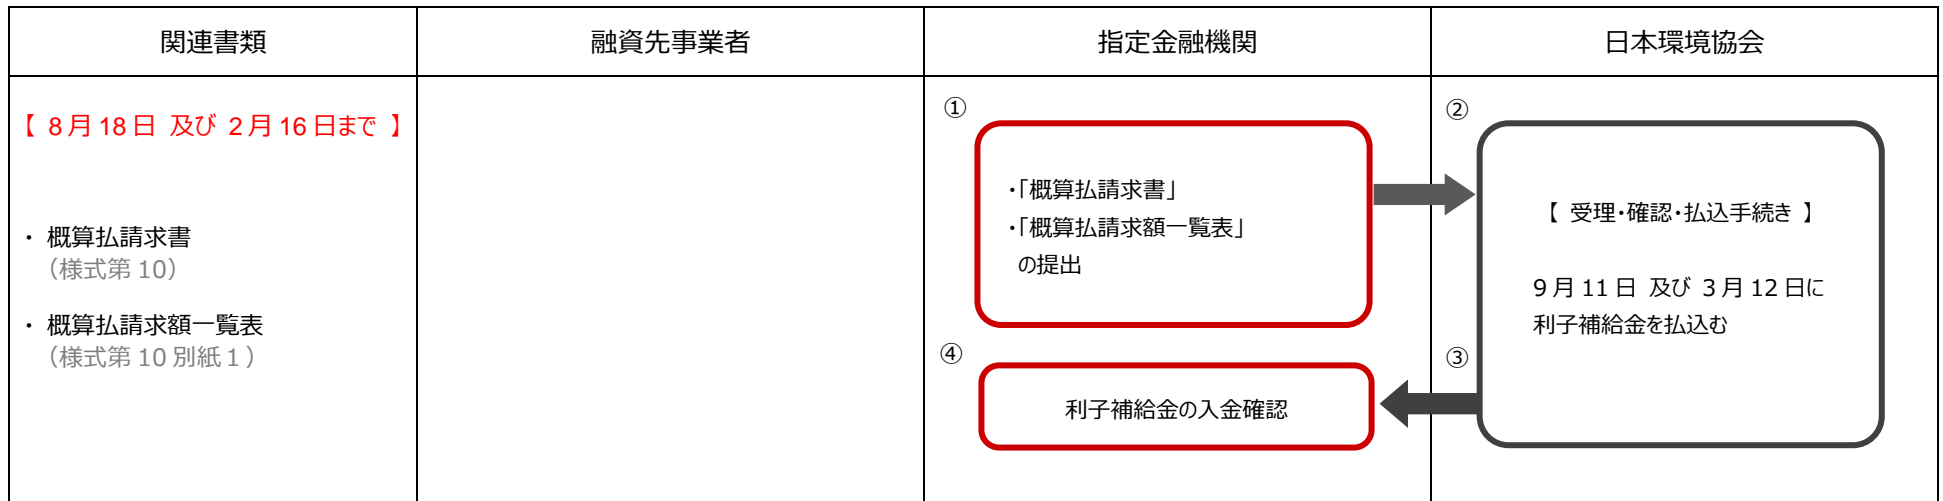 関連書類
融資先事業者
指定金融機関
日本環境協会
【 8月18日 及び 2月16日まで 】
・ 概算払請求書
（様式第 10）
・ 概算払請求額一覧表
（様式第 10 別紙１）
①
・「概算払請求書」
・「概算払請求額一覧表」
の提出
②
【 受理・確認・払込手続き 】
9月11日 及び 3月12日に
利子補給金を払込む
③
④
利子補給金の入金確認